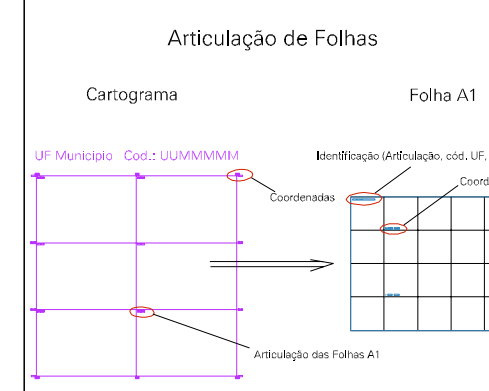 Articulação de Folhas
Cartograma
Folha A1
UF Municipio Cod.: UUMMMMM
Identificação (Articulação, cód. UF,
Coord
Coordenadas
Articulação das Folhas A1